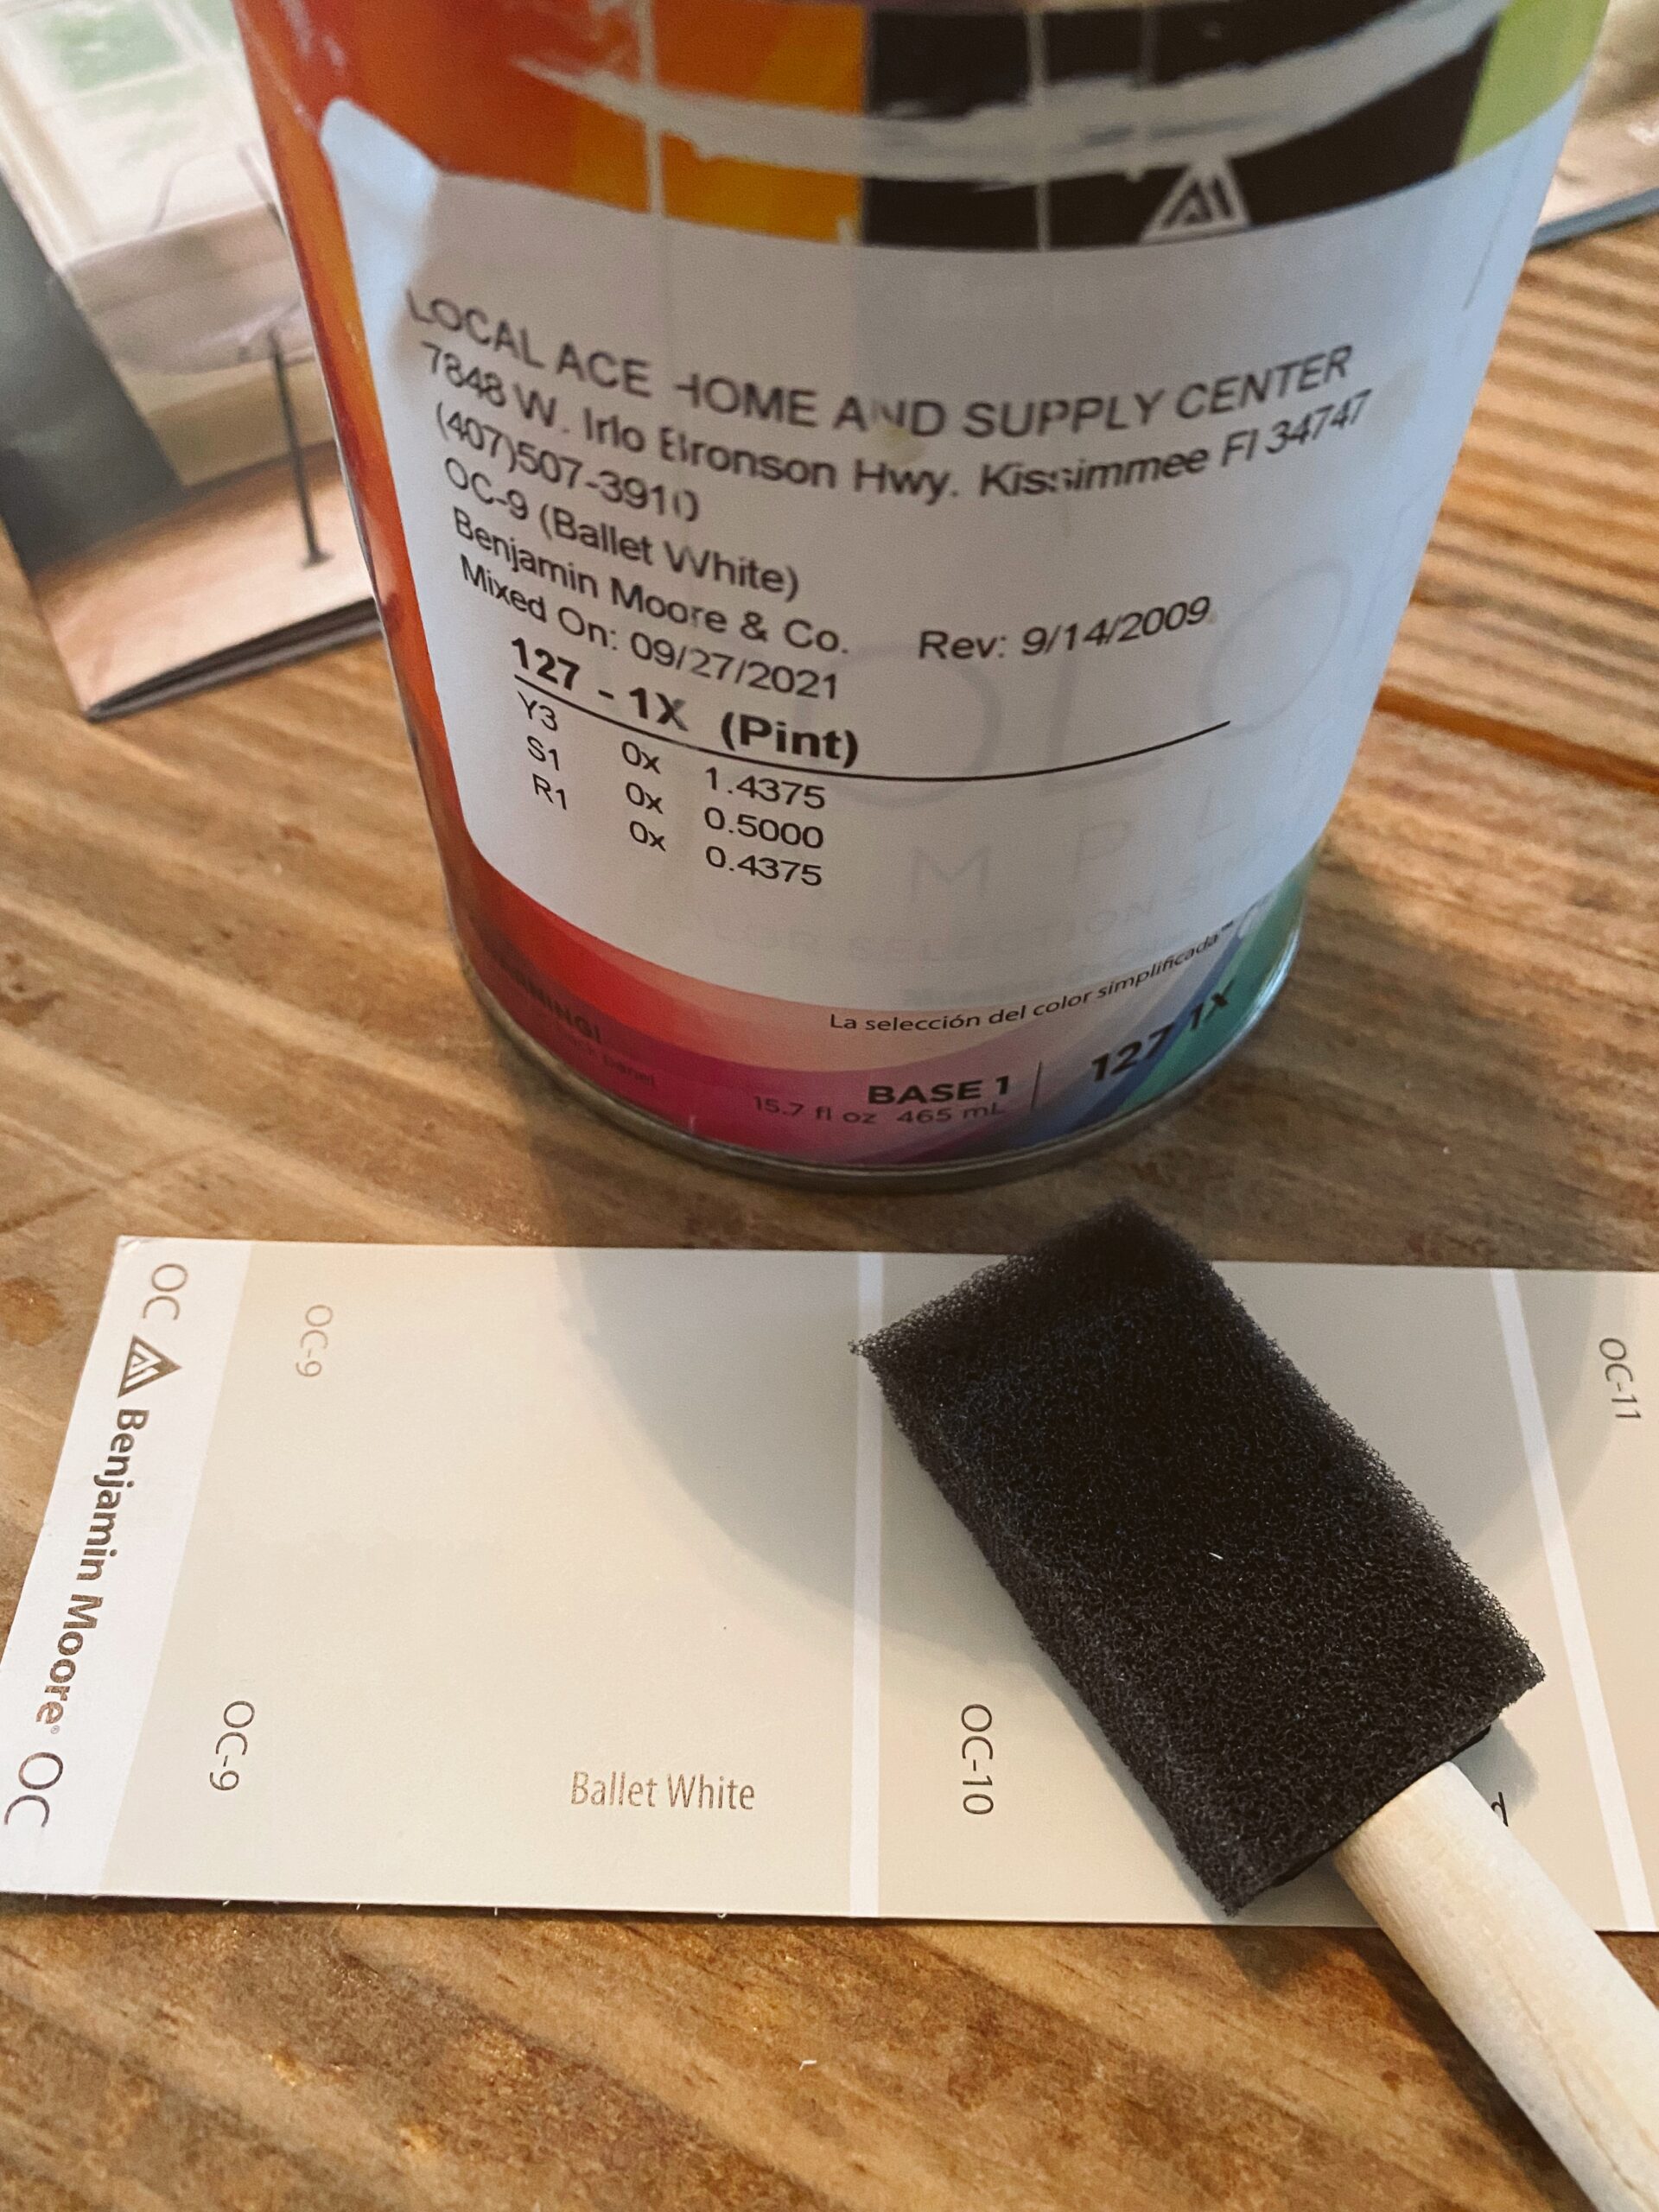 LOCAL ACE HOME AND SUPPLY CENTER
7848 W. Irlo Bronson Hwy. Kissimmee Fl 34747
(407)507-3910
OC-9 (Ballet White)
Benjamin Moore & Co. Rev: 9/14/2009
Mixed On: 09/27/2021
127 - 1X (Pint)
Y3 0x 1.4375
S1 0x 0.5000
R1 0x 0.4375
La selección del color simplificada™
BASE 1 127 1X
15.7 fl oz 465 mL
OC Benjamin Moore® OC
OC-9
OC-9
Ballet White
OC-10
OC-11